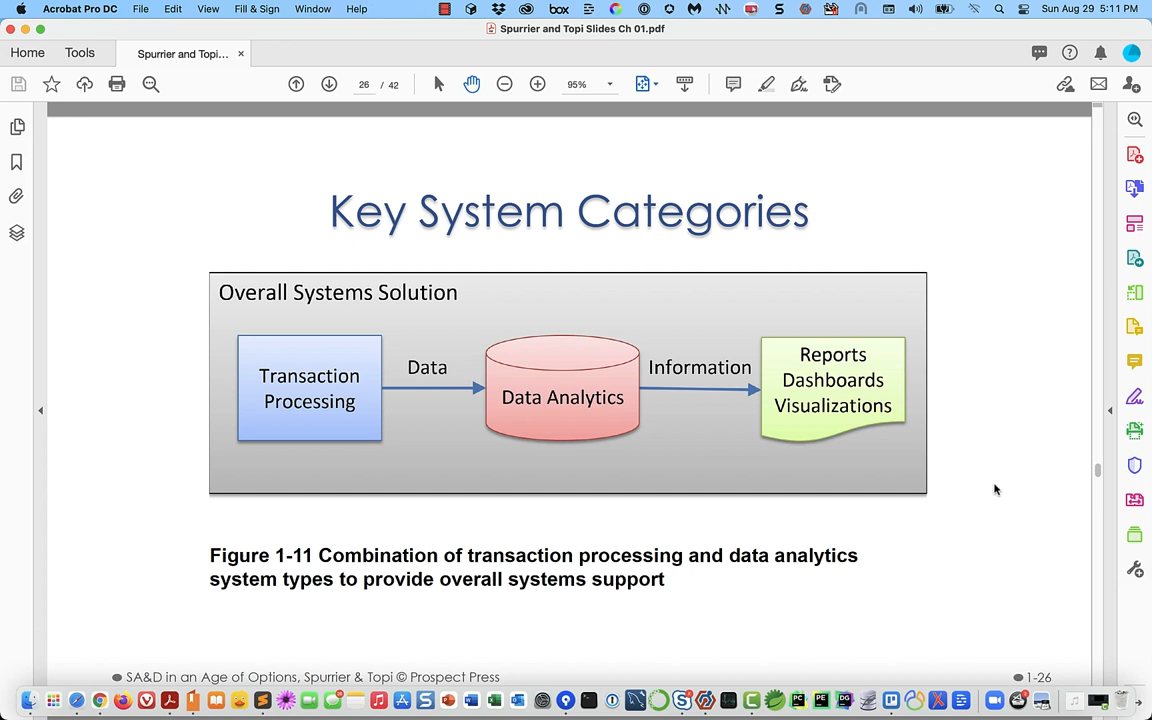 Acrobat Pro DC File Edit View Fill & Sign Window Help box Sun Aug 29 5:11 PM
Spurrier and Topi Slides Ch 01.pdf
Home Tools Spurrier and Topi... ×
26 / 42 95%
Key System Categories
Overall Systems Solution
Transaction
Processing
Data
Data Analytics
Information
Reports
Dashboards
Visualizations
Figure 1-11 Combination of transaction processing and data analytics
system types to provide overall systems support
SA&D in an Age of Options, Spurrier & Topi © Prospect Press 1-26